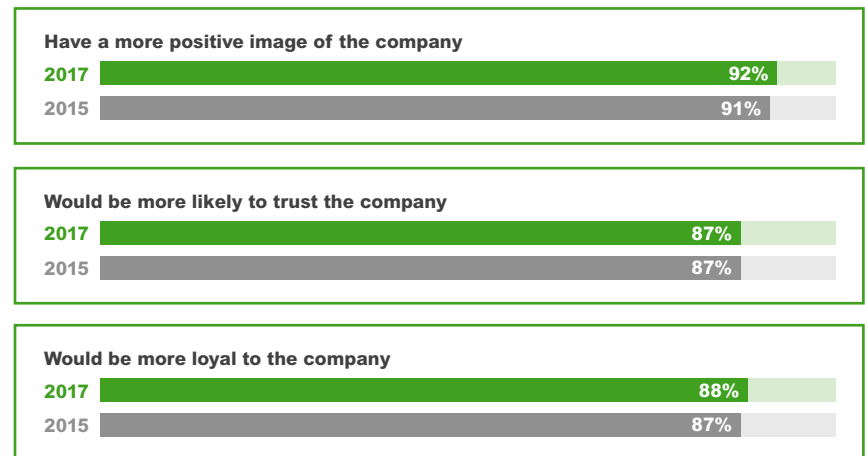 Have a more positive image of the company
2017 92%
2015 91%
Would be more likely to trust the company
2017 87%
2015 87%
Would be more loyal to the company
2017 88%
2015 87%